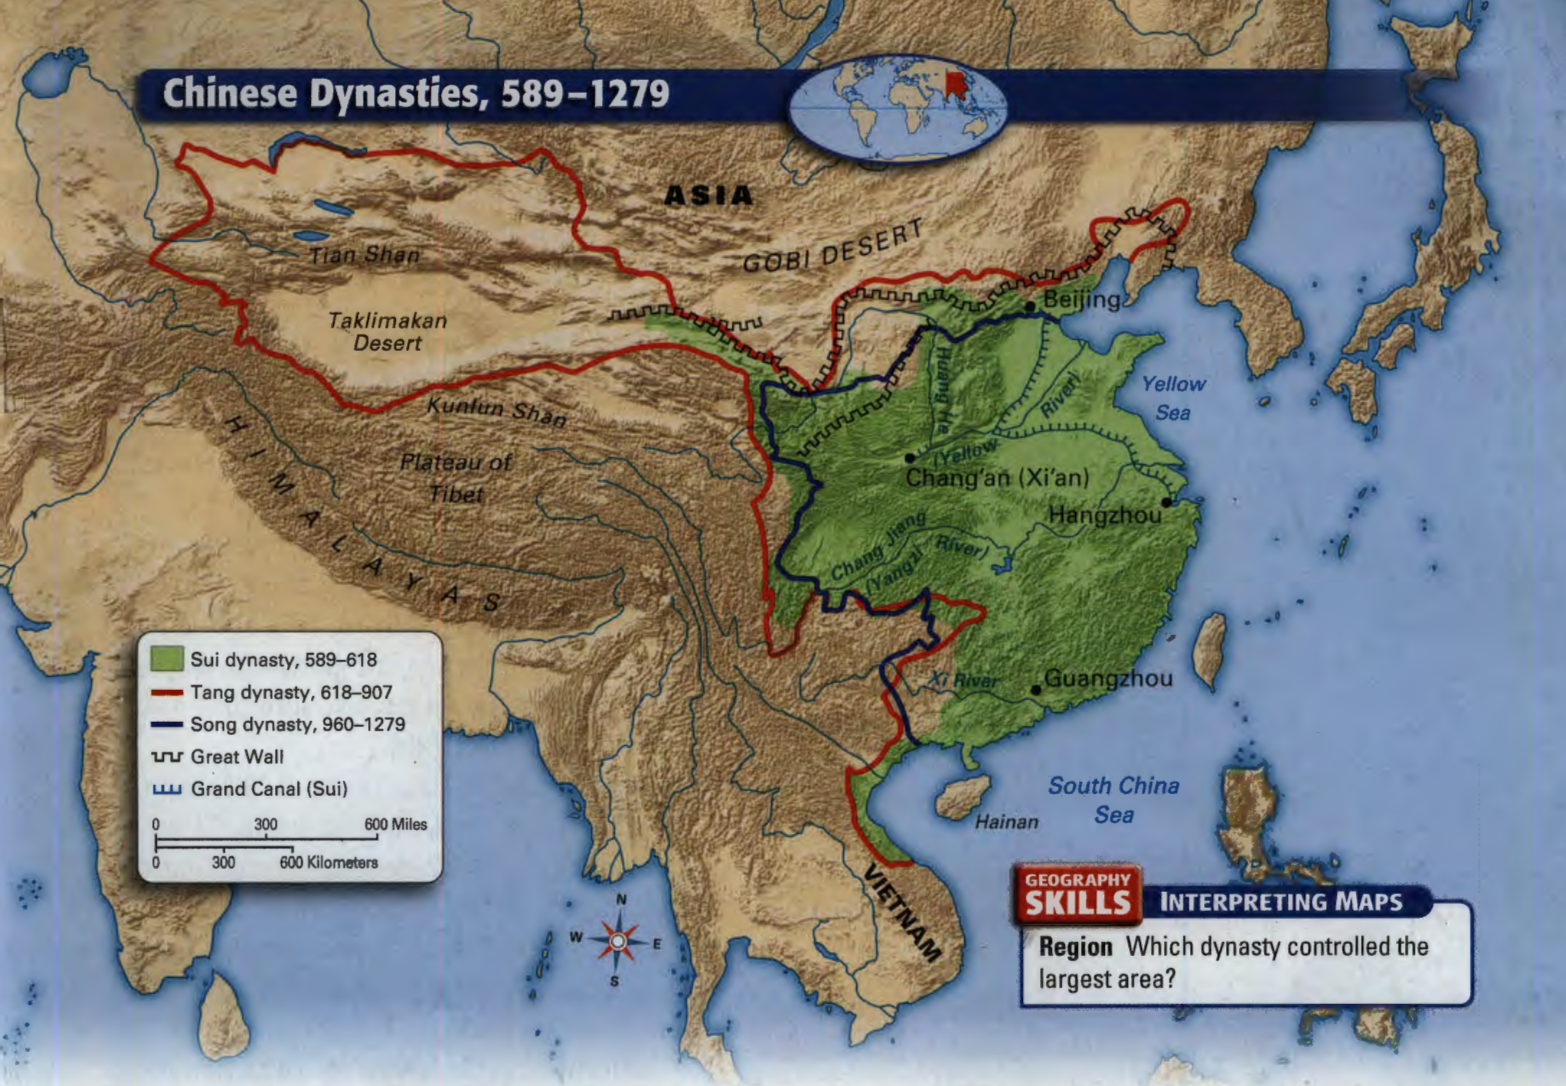 Chinese Dynasties, 589–1279
ASIA
GOBI DESERT
Tian Shan
Taklimakan
Desert
Beijing
Huang He
(Yellow
River)
Yellow
Sea
Kunlun Shan
HIMALAYAS
Plateau of
Tibet
Chang'an (Xi'an)
Hangzhou
Chang Jiang
(Yangzi River)
Xi River
Guangzhou
South China
Sea
Hainan
VIETNAM
Sui dynasty, 589–618
Tang dynasty, 618–907
Song dynasty, 960–1279
Great Wall
Grand Canal (Sui)
0 300 600 Miles
0 300 600 Kilometers
N
W E
S
GEOGRAPHY
SKILLS INTERPRETING MAPS
Region Which dynasty controlled the
largest area?